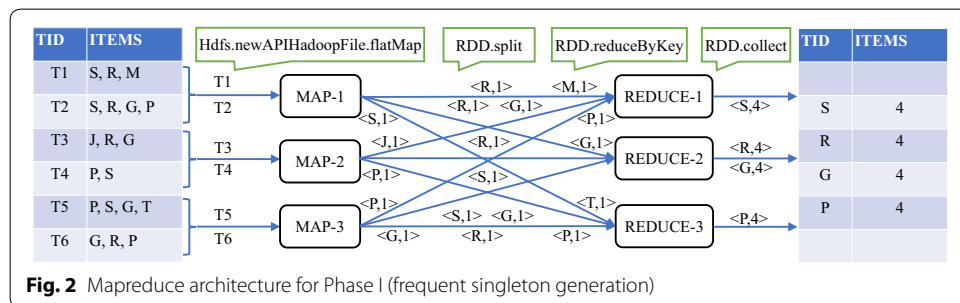 TID ITEMS
T1 S, R, M
T2 S, R, G, P
T3 J, R, G
T4 P, S
T5 P, S, G, T
T6 G, R, P
Hdfs.newAPIHadoopFile.flatMap
RDD.split
RDD.reduceByKey
RDD.collect
T1
T2
T3
T4
T5
T6
MAP-1
MAP-2
MAP-3
<R,1> <M,1>
<R,1> <G,1>
<S,1> <P,1>
<J,1> <R,1> <G,1>
<P,1> <S,1>
<P,1> <T,1>
<S,1> <G,1>
<G,1> <R,1> <P,1>
REDUCE-1
REDUCE-2
REDUCE-3
<S,4>
<R,4>
<G,4>
<P,4>
TID ITEMS
S 4
R 4
G 4
P 4
Fig. 2 Mapreduce architecture for Phase I (frequent singleton generation)